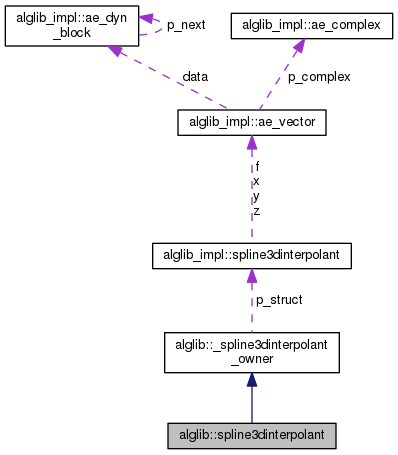 alglib_impl::ae_dyn
_block
p_next
alglib_impl::ae_complex
data
p_complex
alglib_impl::ae_vector
f
x
y
z
alglib_impl::spline3dinterpolant
p_struct
alglib::_spline3dinterpolant
_owner
alglib::spline3dinterpolant